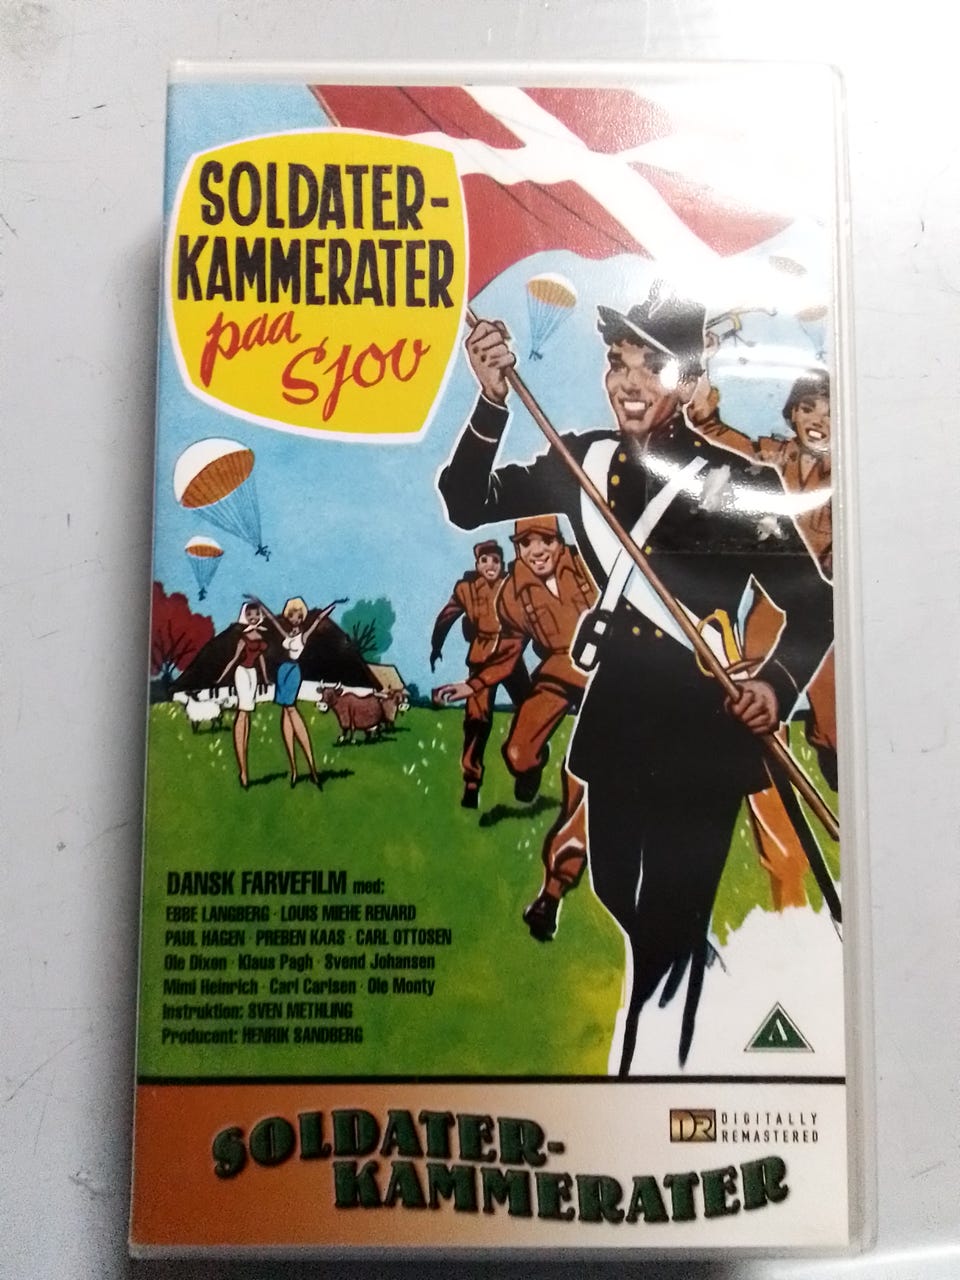 SOLDATER-
KAMMERATER
paa
Sjov
DANSK FARVEFILM med:
EBBE LANGBERG · LOUIS MIEHE RENARD
PAUL HAGEN · PREBEN KAAS · CARL OTTOSEN
Ole Dixon · Klaus Pagh · Svend Johansen
Mimi Heinrich · Carl Carlsen · Ole Monty
Instruktion: SVEN METHLING
Producent: HENRIK SANDBERG
A
DR DIGITALLY
REMASTERED
SOLDATER-
KAMMERATER